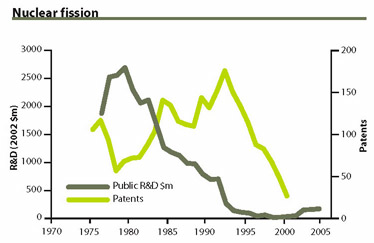 Nuclear fission
3000
2500
2000
1500
1000
500
0
R&D (2002 $m)
200
150
100
50
0
Patents
Public R&D $m
Patents
1970 1975 1980 1985 1990 1995 2000 2005